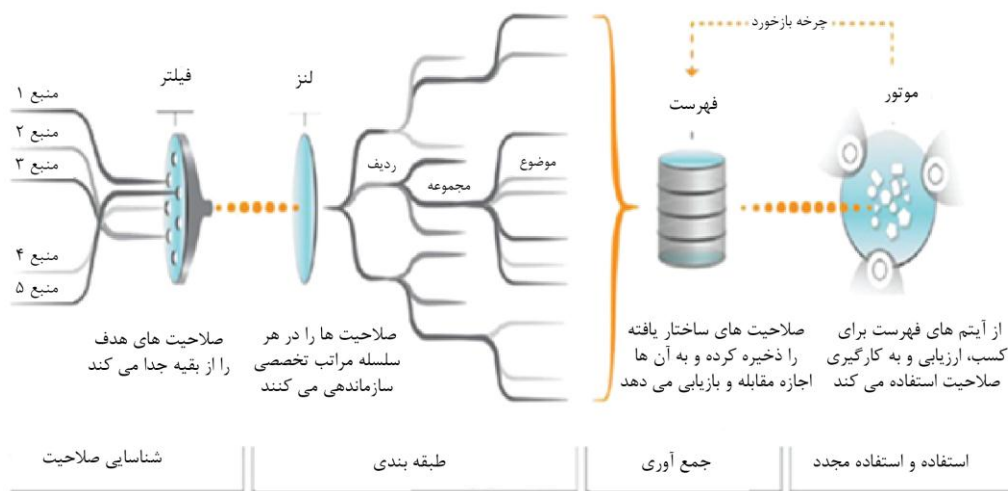 چرخه بازخورد
فیلتر
لنز
فهرست
موتور
منبع ۱
منبع ۲
منبع ۳
منبع ۴
منبع ۵
ردیف
مجموعه
موضوع
صلاحیت های هدف
را از بقیه جدا می کند
صلاحیت ها را در هر
سلسله مراتب تخصصی
سازماندهی می کنند
صلاحیت های ساختار یافته
را ذخیره کرده و به آن ها
اجازه مقابله و بازیابی می دهد
از آیتم های فهرست برای
کسب، ارزیابی و به کارگیری
صلاحیت استفاده می کند
شناسایی صلاحیت
طبقه بندی
جمع آوری
استفاده و استفاده مجدد